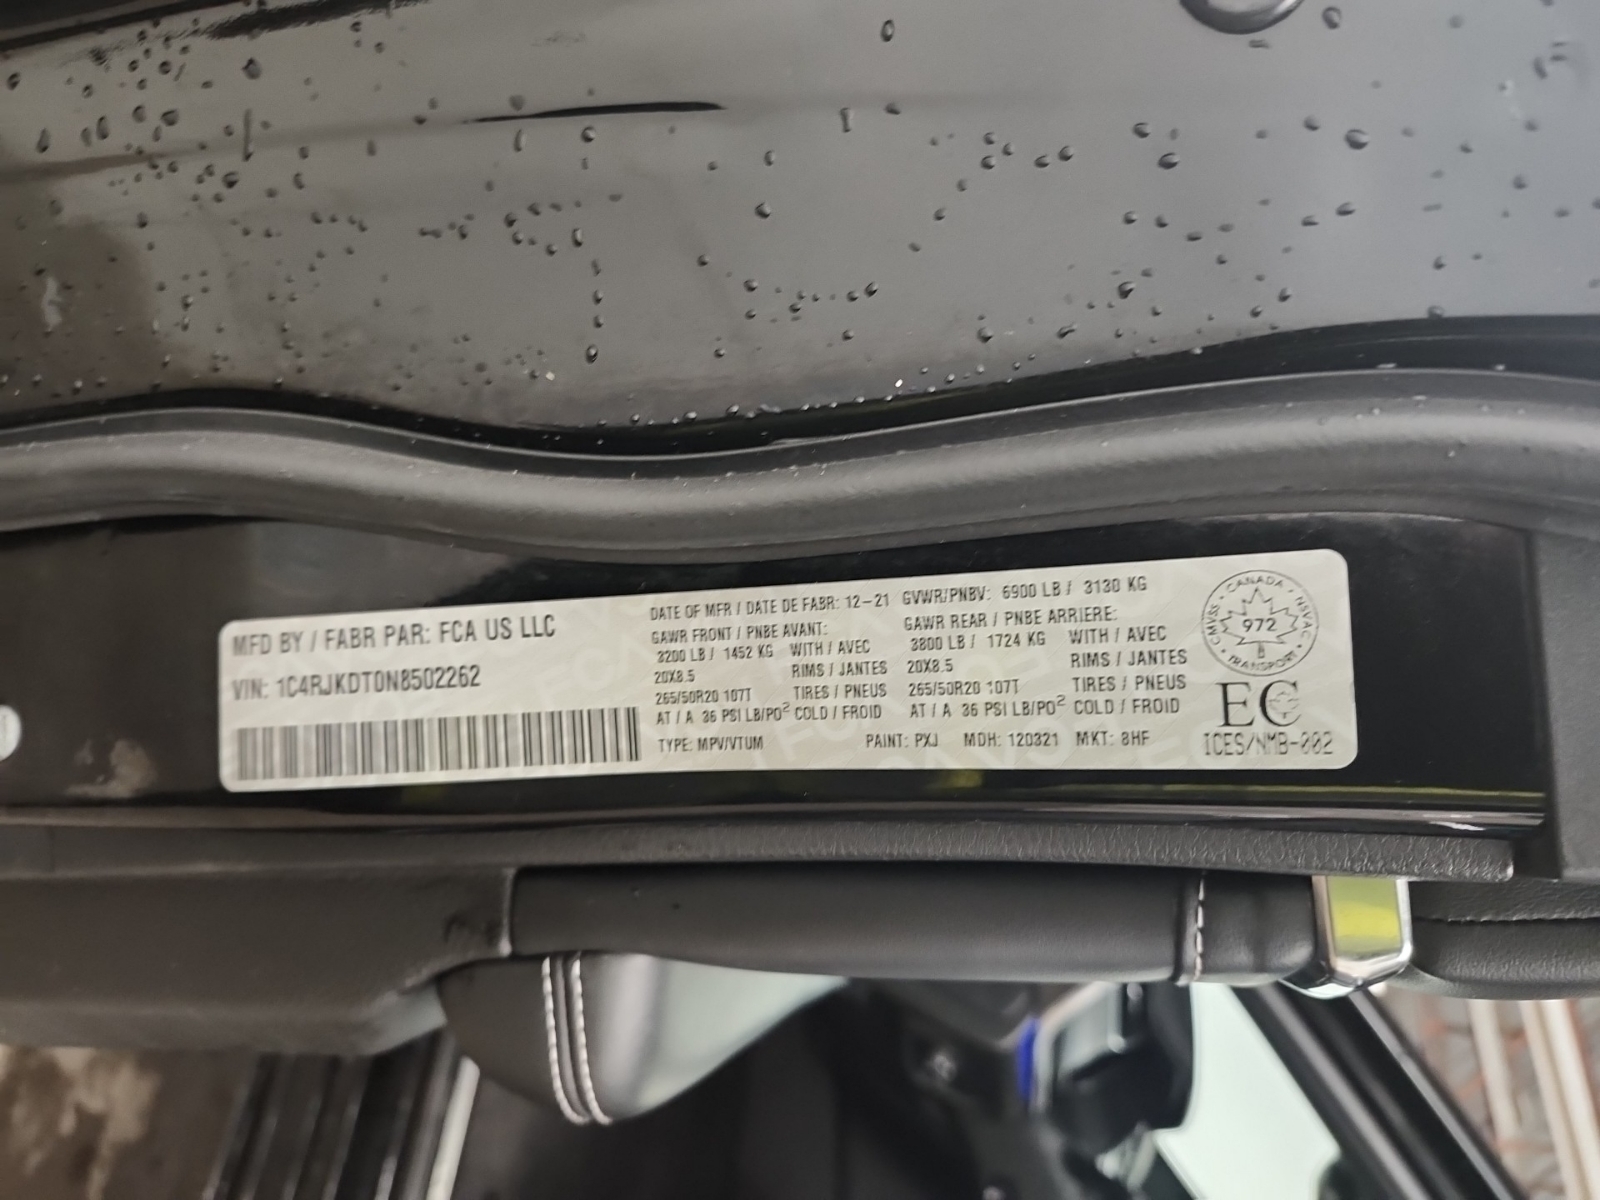 MFD BY / FABR PAR: FCA US LLC
VIN: 1C4RJKDT0N8502262
DATE OF MFR / DATE DE FABR: 12-21 GVWR/PNBV: 6900 LB / 3130 KG
GAWR FRONT / PNBE AVANT:
3200 LB / 1452 KG WITH / AVEC
20X8.5 RIMS / JANTES
265/50R20 107T TIRES / PNEUS
AT / A 36 PSI LB/PO² COLD / FROID
GAWR REAR / PNBE ARRIERE:
3800 LB / 1724 KG WITH / AVEC
20X8.5 RIMS / JANTES
265/50R20 107T TIRES / PNEUS
AT / A 36 PSI LB/PO² COLD / FROID
TYPE: MPV/VTUM PAINT: PXJ MDH: 120321 MKT: 8HF
CMVSS • CANADA • NSVAC • TRANSPORT •
972
EC
ICES/NMB-002